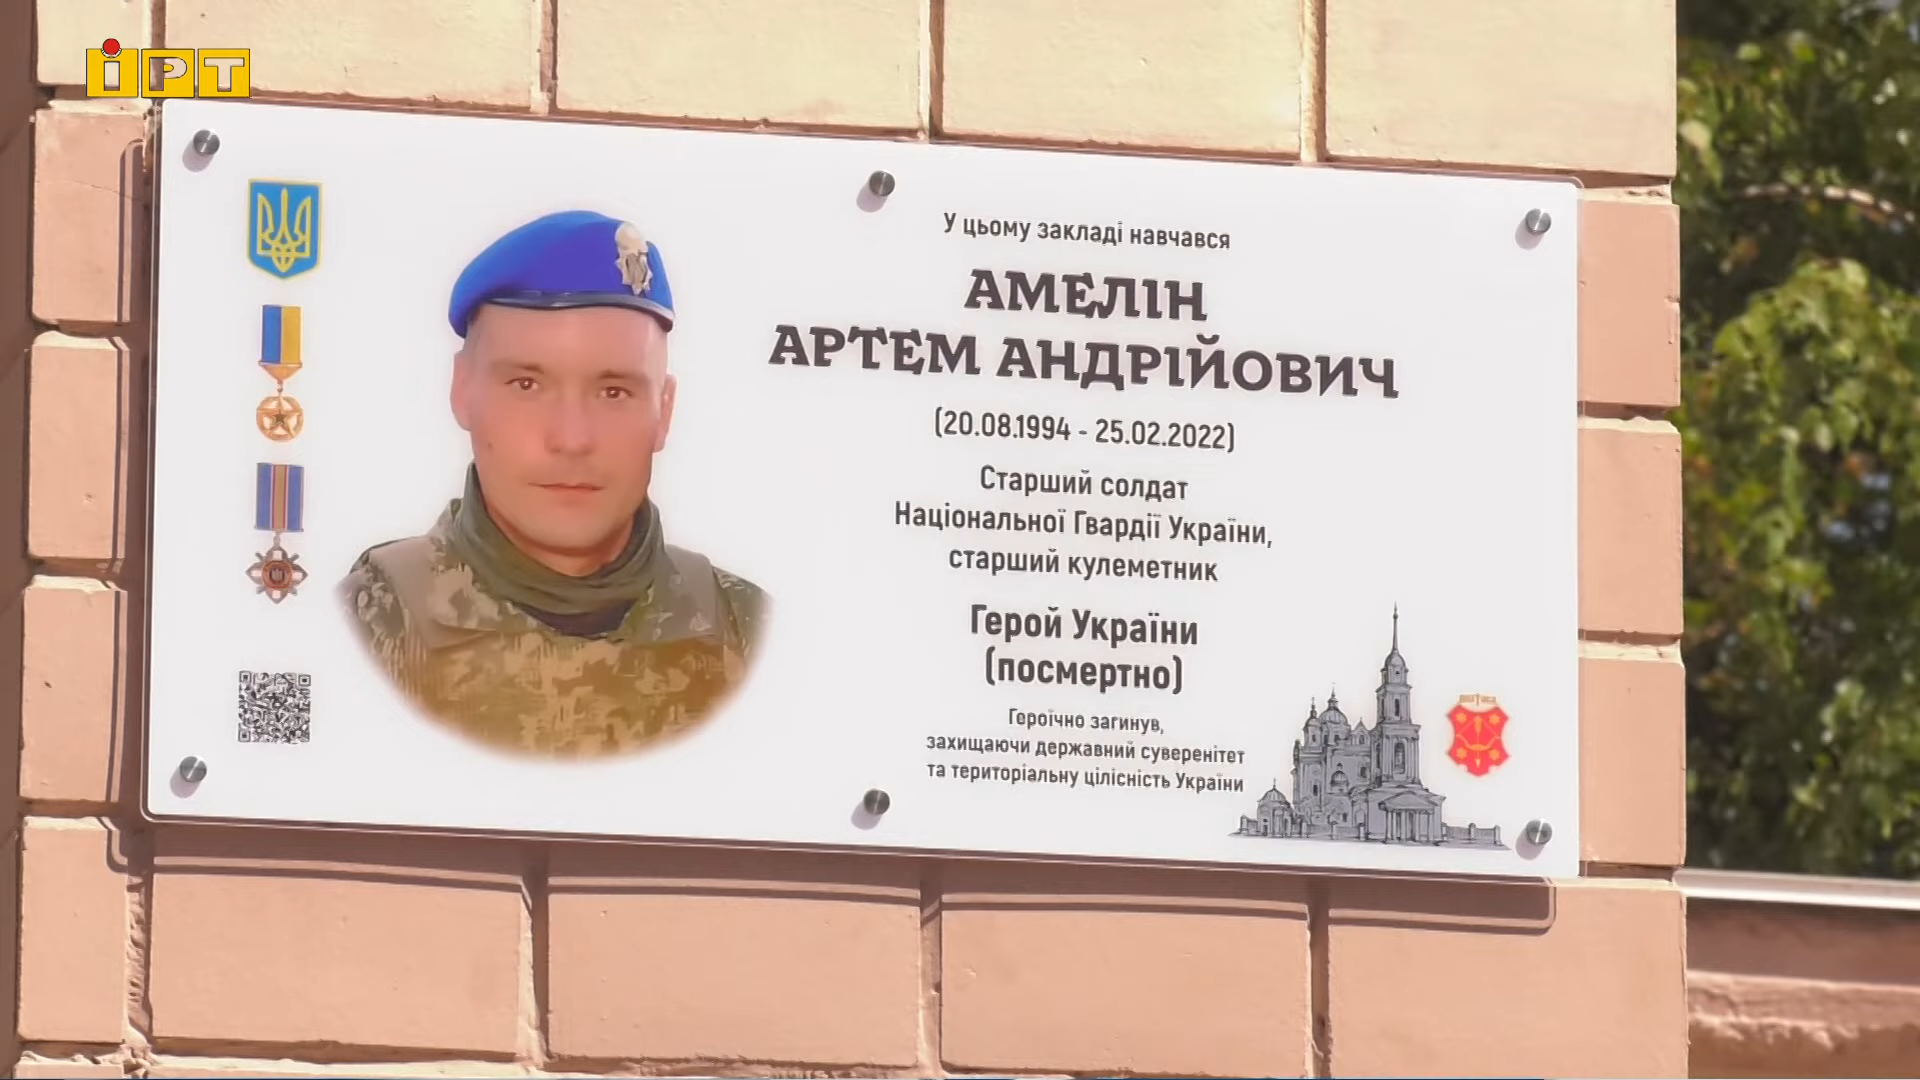 іРТ
У цьому закладі навчався
АМЕЛІН
АРТЕМ АНДРІЙОВИЧ
(20.08.1994 - 25.02.2022)
Старший солдат
Національної Гвардії України,
старший кулеметник
Герой України
(посмертно)
Героїчно загинув,
захищаючи державний суверенітет
та територіальну цілісність України